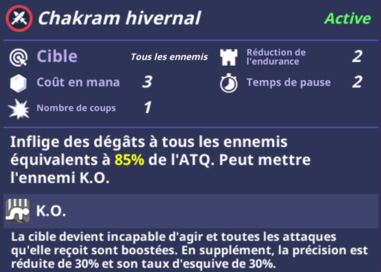 Chakram hivernal Active
Cible Tous les ennemis Réduction de l'endurance 2
Coût en mana 3 Temps de pause 2
Nombre de coups 1
Inflige des dégâts à tous les ennemis
équivalents à 85% de l'ATQ. Peut mettre
l'ennemi K.O.
K.O.
La cible devient incapable d'agir et toutes les attaques
qu'elle reçoit sont boostées. En supplément, la précision est
réduite de 30% et son taux d'esquive de 30%.